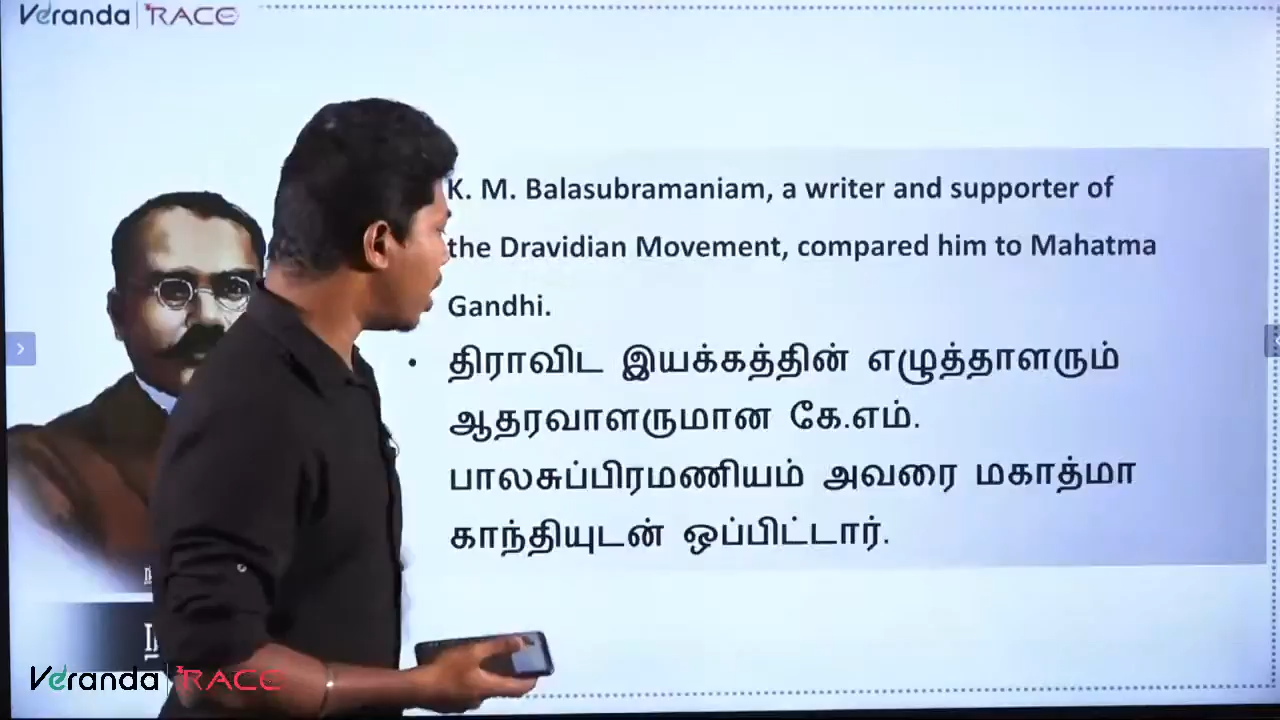 Veranda RACE
K. M. Balasubramaniam, a writer and supporter of
the Dravidian Movement, compared him to Mahatma
Gandhi.
• திராவிட இயக்கத்தின் எழுத்தாளரும்
ஆதரவாளருமான கே.எம்.
பாலசுப்பிரமணியம் அவரை மகாத்மா
காந்தியுடன் ஒப்பிட்டார்.
Veranda RACE